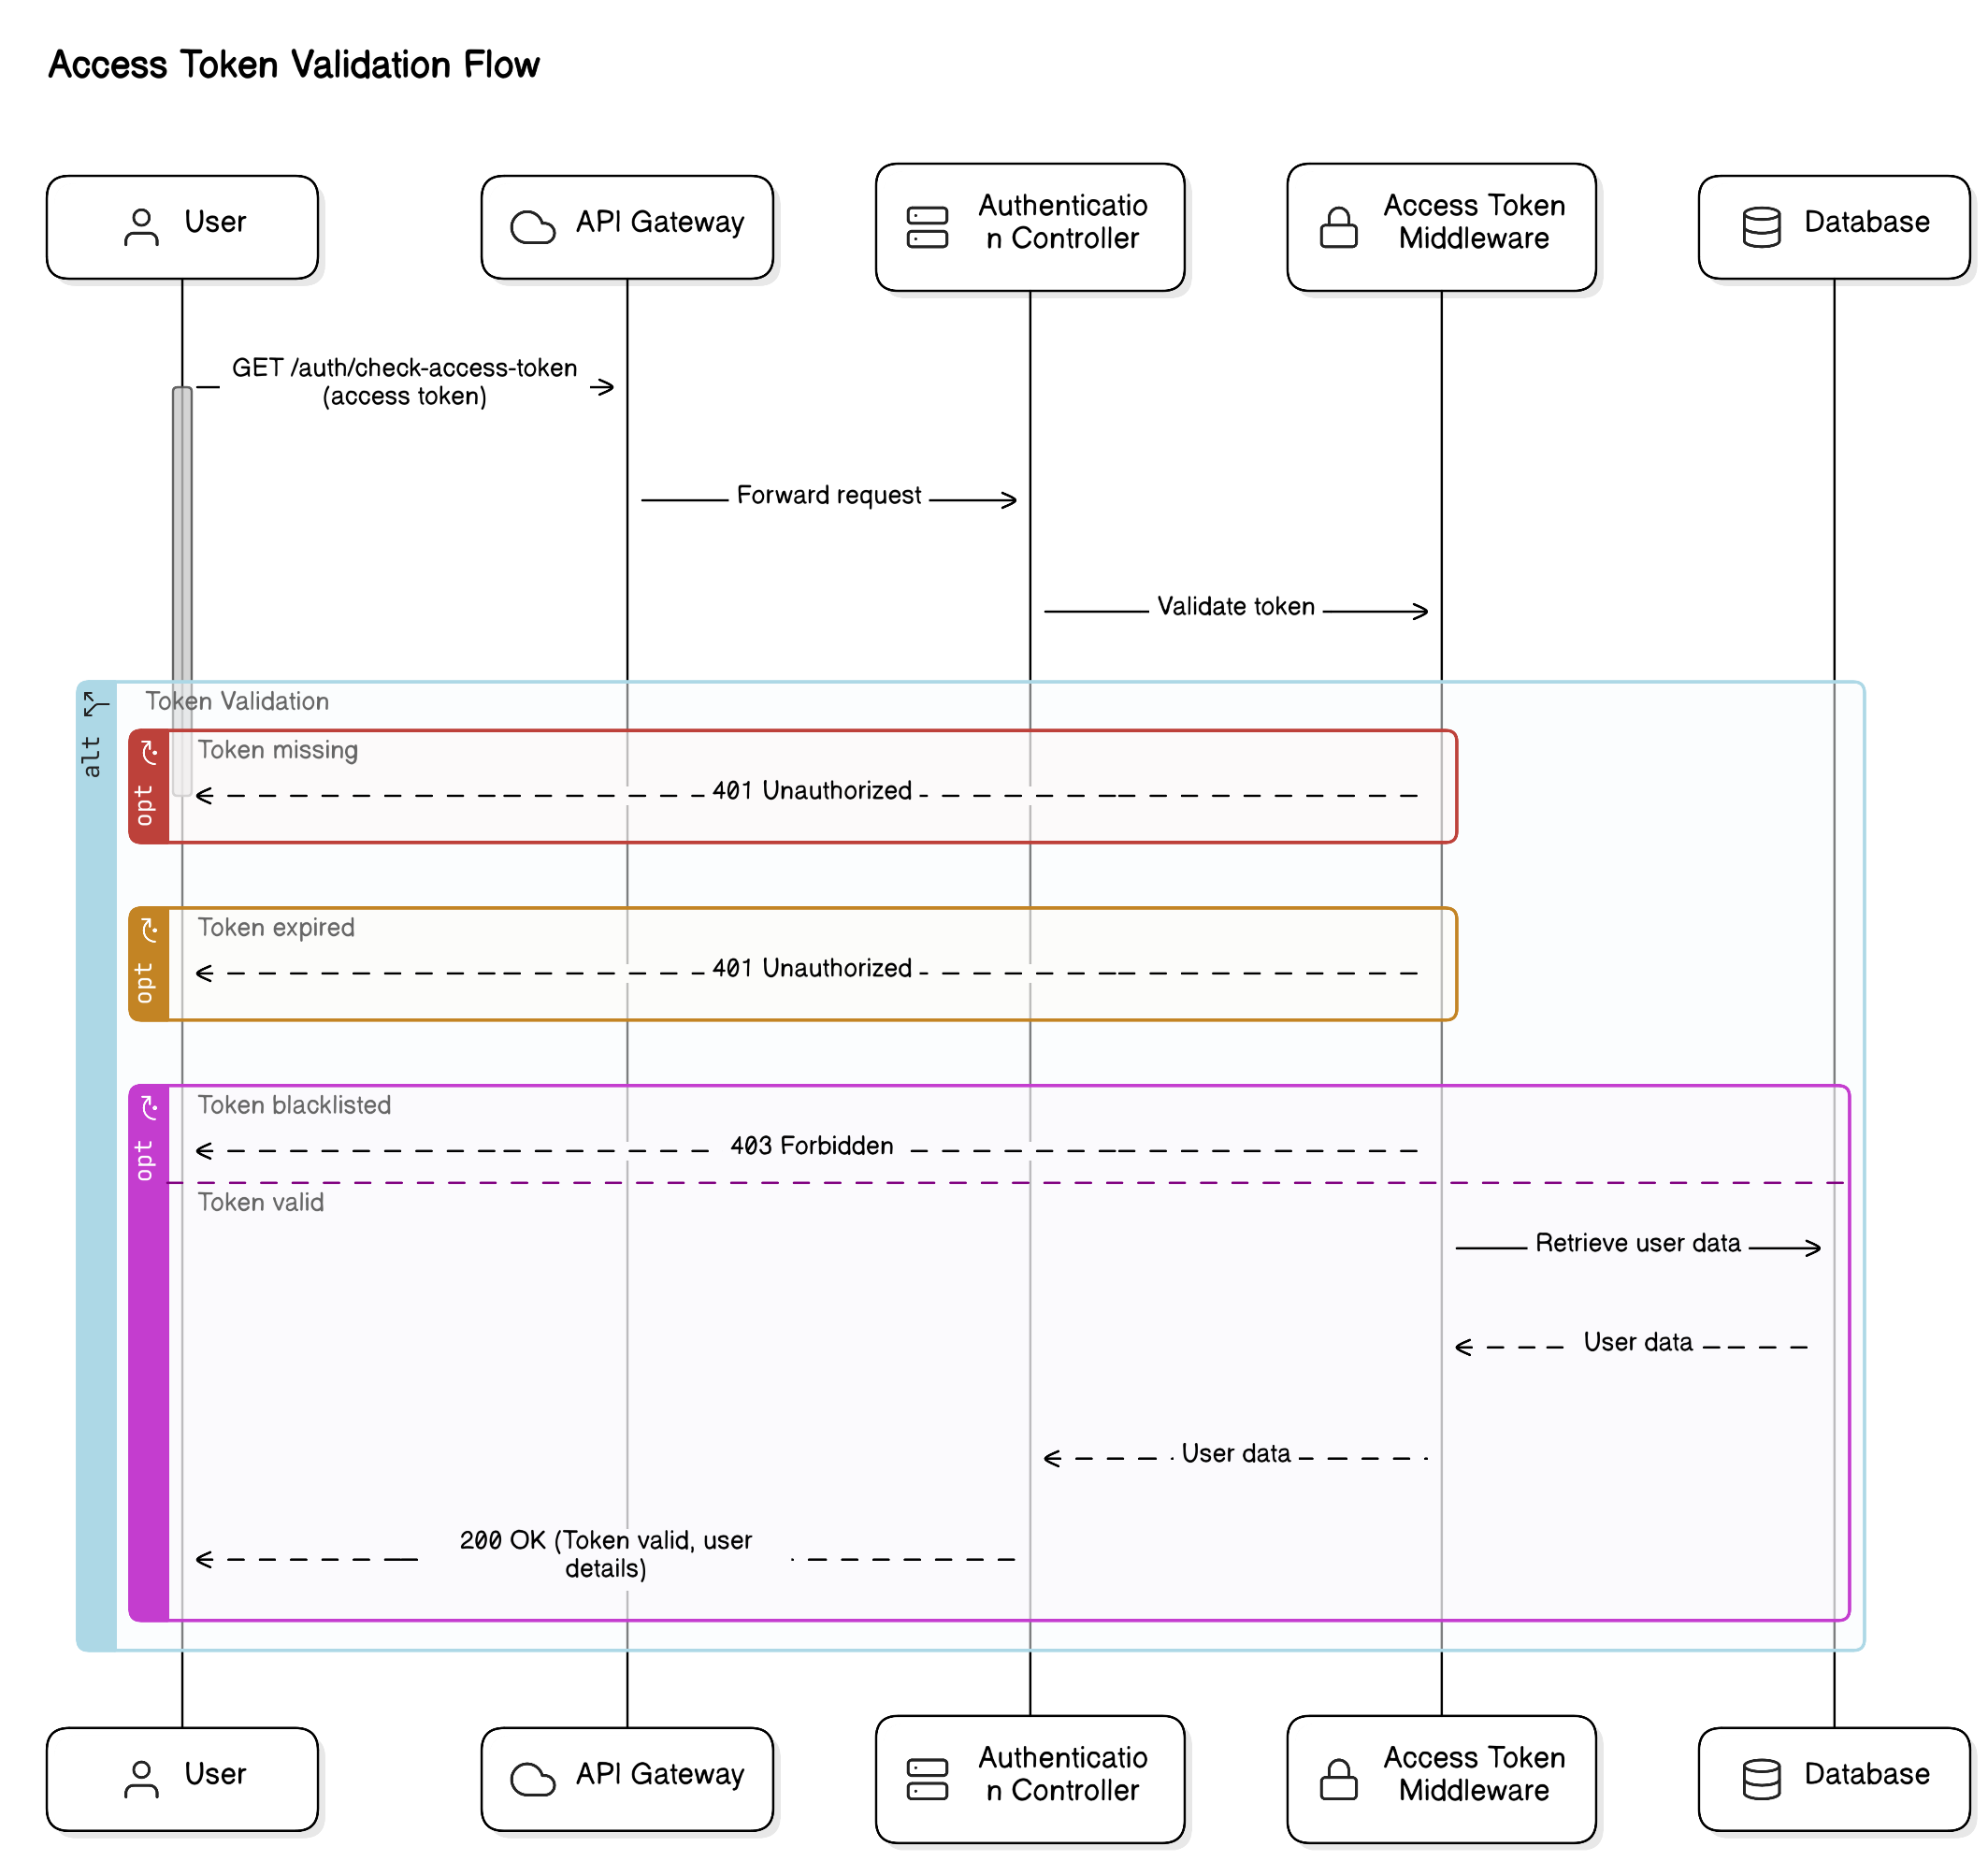 Access Token Validation Flow
User
API Gateway
Authenticatio
n Controller
Access Token
Middleware
Database
GET /auth/check-access-token
(access token)
Forward request
Validate token
alt
Token Validation
opt
Token missing
401 Unauthorized
opt
Token expired
401 Unauthorized
opt
Token blacklisted
403 Forbidden
Token valid
Retrieve user data
User data
User data
200 OK (Token valid, user
details)
User
API Gateway
Authenticatio
n Controller
Access Token
Middleware
Database